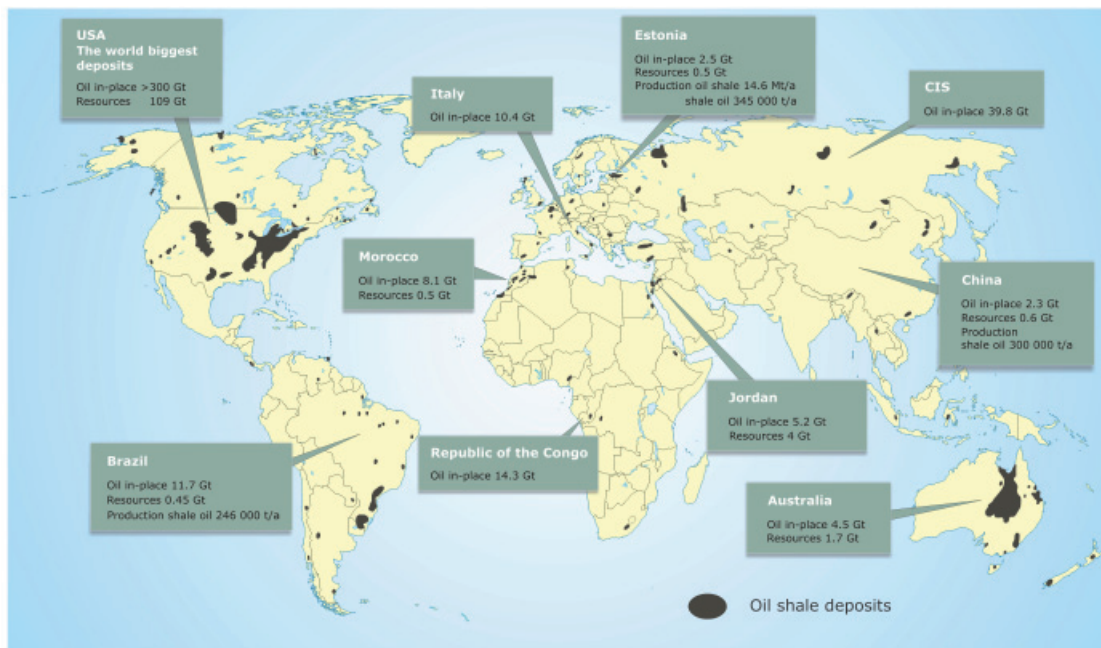 USA
The world biggest
deposits
Oil in-place >300 Gt
Resources 109 Gt
Italy
Oil in-place 10.4 Gt
Estonia
Oil in-place 2.5 Gt
Resources 0.5 Gt
Production oil shale 14.6 Mt/a
shale oil 345 000 t/a
CIS
Oil in-place 39.8 Gt
Morocco
Oil in-place 8.1 Gt
Resources 0.5 Gt
China
Oil in-place 2.3 Gt
Resources 0.6 Gt
Production
shale oil 300 000 t/a
Jordan
Oil in-place 5.2 Gt
Resources 4 Gt
Brazil
Oil in-place 11.7 Gt
Resources 0.45 Gt
Production shale oil 246 000 t/a
Republic of the Congo
Oil in-place 14.3 Gt
Australia
Oil in-place 4.5 Gt
Resources 1.7 Gt
Oil shale deposits